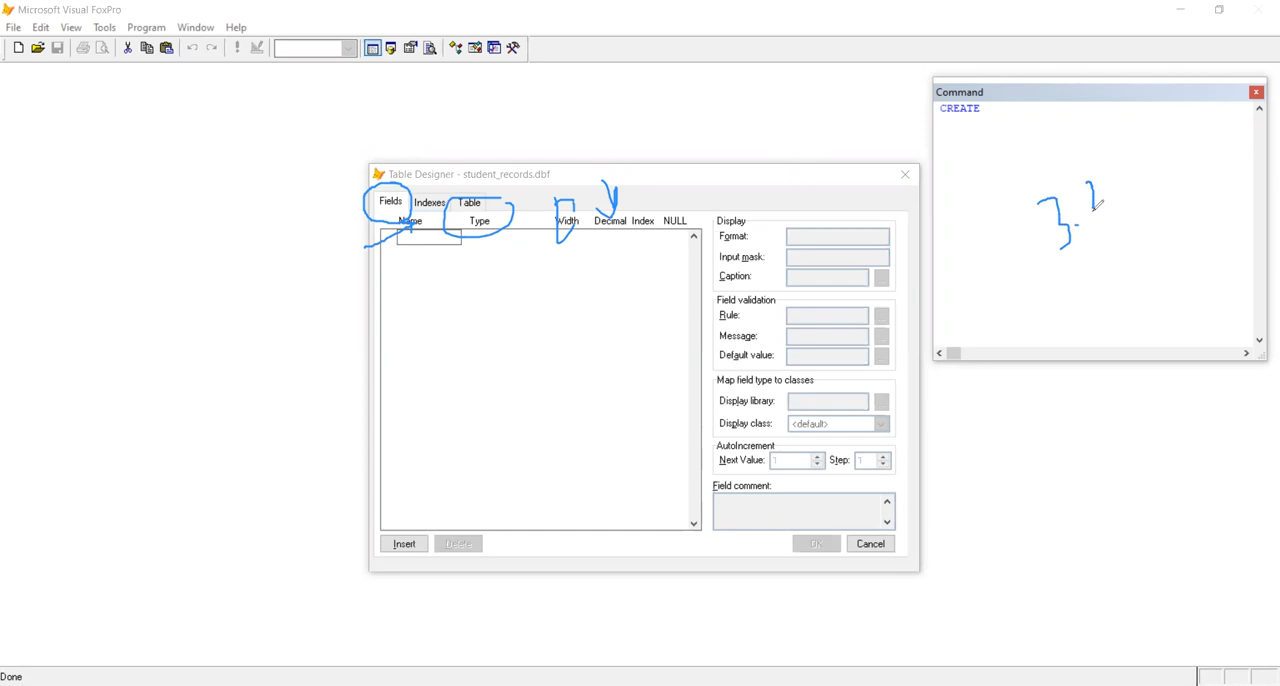 Microsoft Visual FoxPro
File Edit View Tools Program Window Help
Command
CREATE
Table Designer - student_records.dbf
Fields Indexes Table
Name Type Width Decimal Index NULL
Display
Format:
Input mask:
Caption:
Field validation
Rule:
Message:
Default value:
Map field type to classes
Display library:
Display class: <default>
AutoIncrement
Next Value: 1 Step: 1
Field comment:
Insert Delete OK Cancel
Done